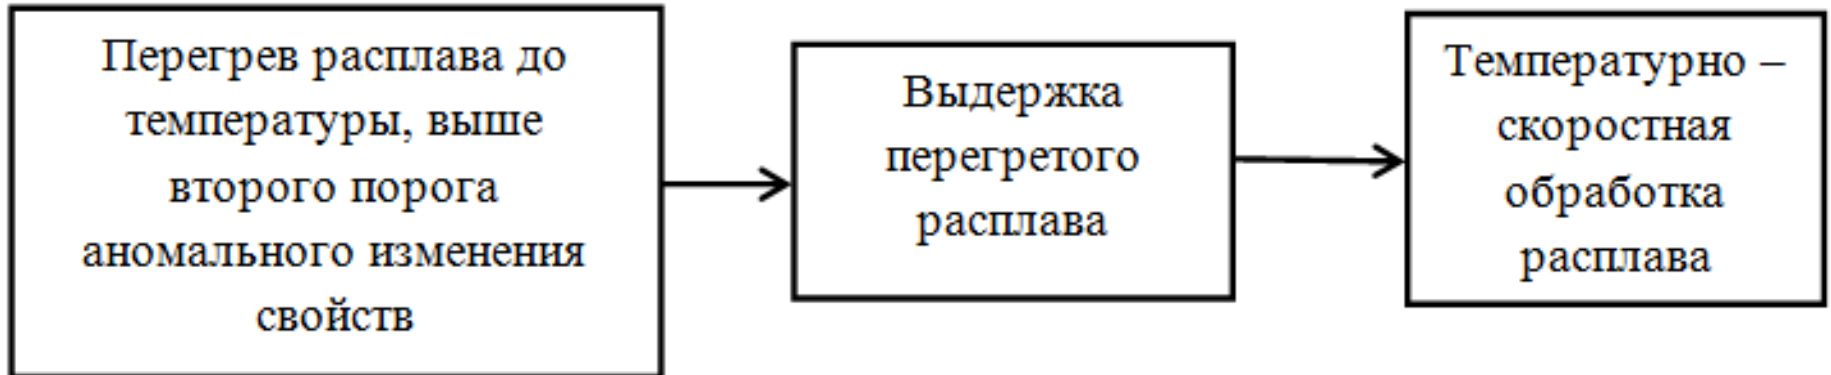 Перегрев расплава до
температуры, выше
второго порога
аномального изменения
свойств
Выдержка
перегретого
расплава
Температурно –
скоростная
обработка
расплава